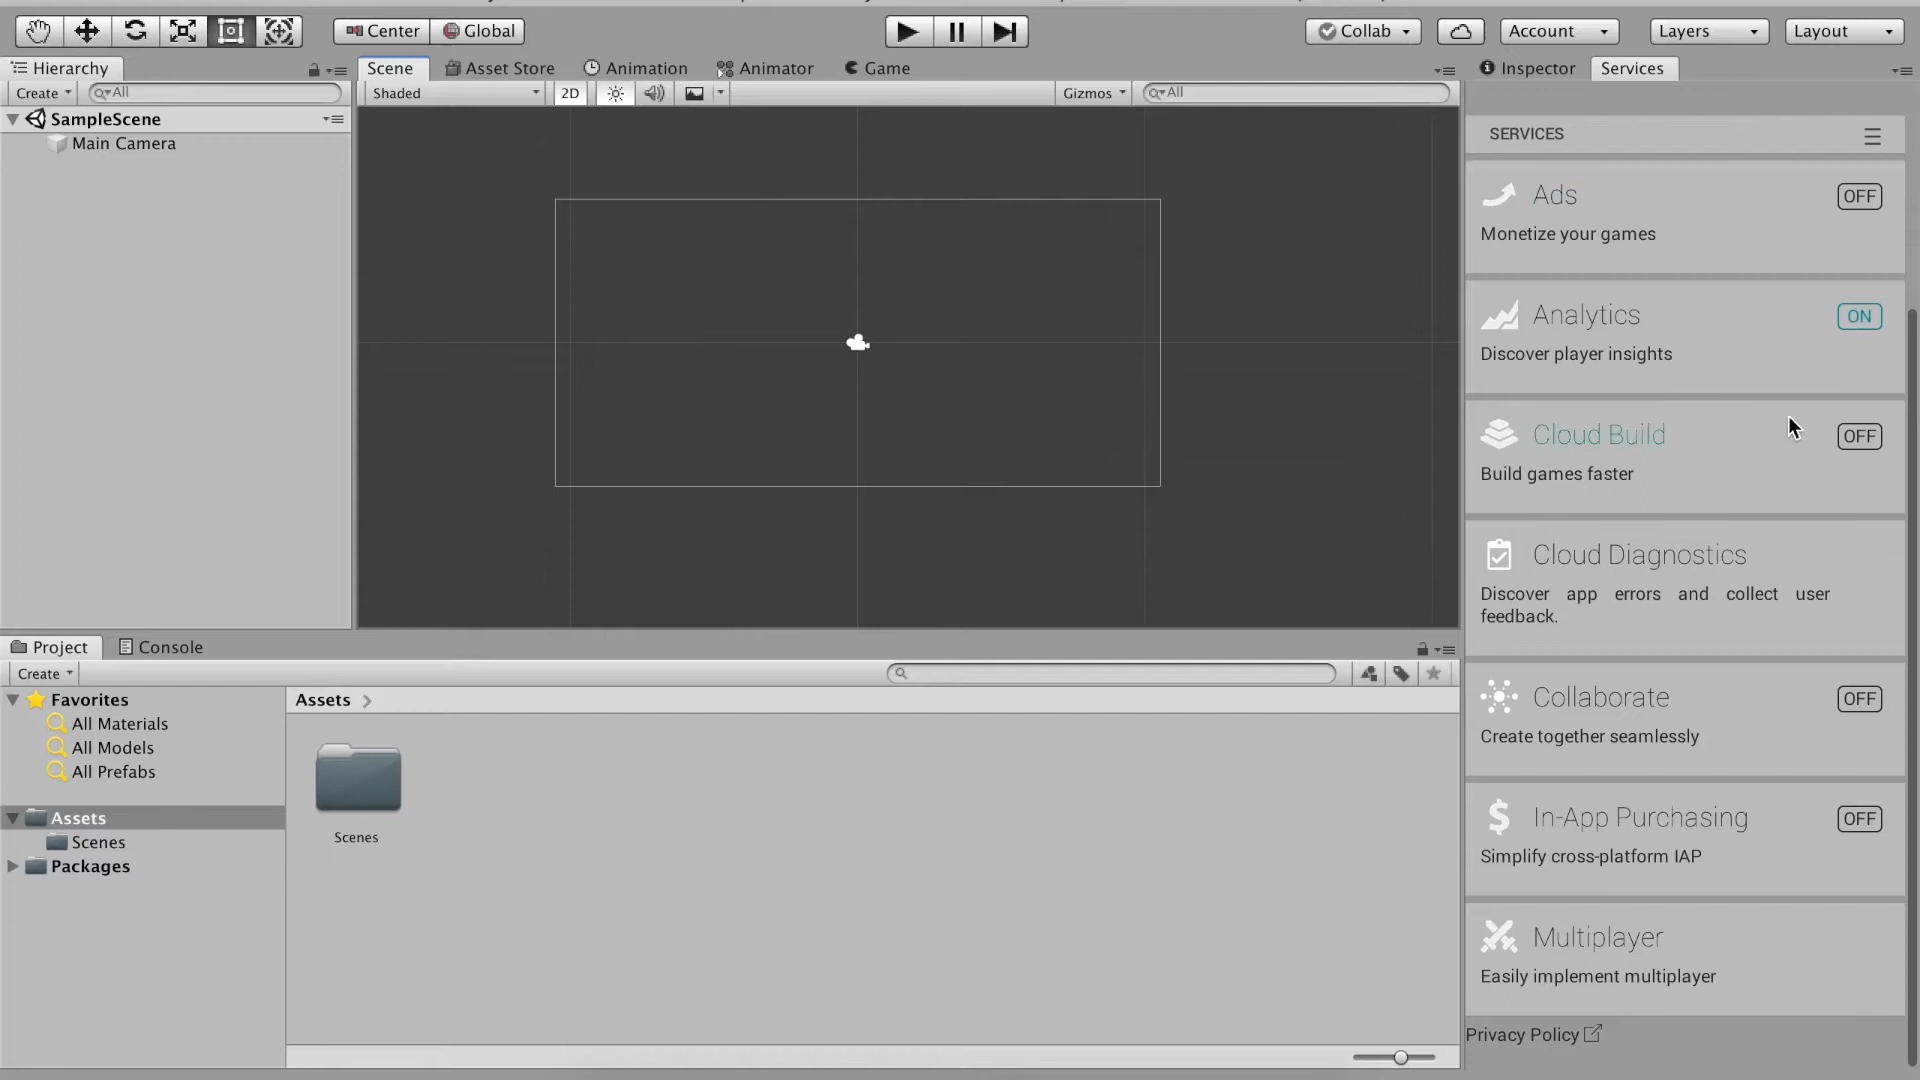 Center
Global
Collab
Account
Layers
Layout
Hierarchy
Scene
Asset Store
Animation
Animator
Game
Inspector
Services
Create
All
Shaded
2D
Gizmos
All
SampleScene
Main Camera
SERVICES
Ads
OFF
Monetize your games
Analytics
ON
Discover player insights
Cloud Build
OFF
Build games faster
Cloud Diagnostics
Discover app errors and collect user
feedback.
Collaborate
OFF
Create together seamlessly
In-App Purchasing
OFF
Simplify cross-platform IAP
Multiplayer
Easily implement multiplayer
Privacy Policy
Project
Console
Create
Favorites
All Materials
All Models
All Prefabs
Assets
Scenes
Packages
Assets
Scenes